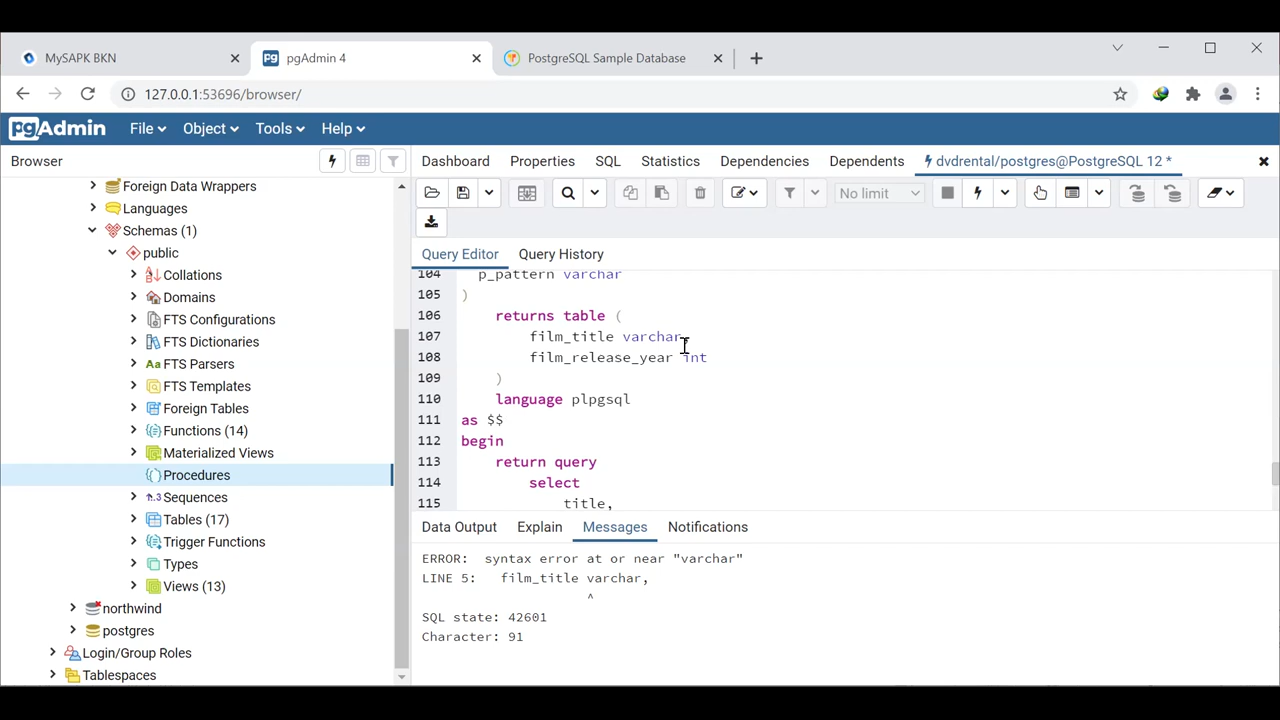 MySAPK BKN
pgAdmin 4
PostgreSQL Sample Database
127.0.0.1:53696/browser/
pgAdmin File Object Tools Help
Browser
Dashboard Properties SQL Statistics Dependencies Dependents dvdrental/postgres@PostgreSQL 12 *
No limit
Query Editor Query History
Foreign Data Wrappers
Languages
Schemas (1)
public
Collations
Domains
FTS Configurations
FTS Dictionaries
FTS Parsers
FTS Templates
Foreign Tables
Functions (14)
Materialized Views
Procedures
Sequences
Tables (17)
Trigger Functions
Types
Views (13)
northwind
postgres
Login/Group Roles
Tablespaces
104 p_pattern varchar
105 )
106 returns table (
107 film_title varchar,
108 film_release_year int
109 )
110 language plpgsql
111 as $$
112 begin
113 return query
114 select
115 title,
Data Output Explain Messages Notifications
ERROR: syntax error at or near "varchar"
LINE 5: film_title varchar,
^
SQL state: 42601
Character: 91